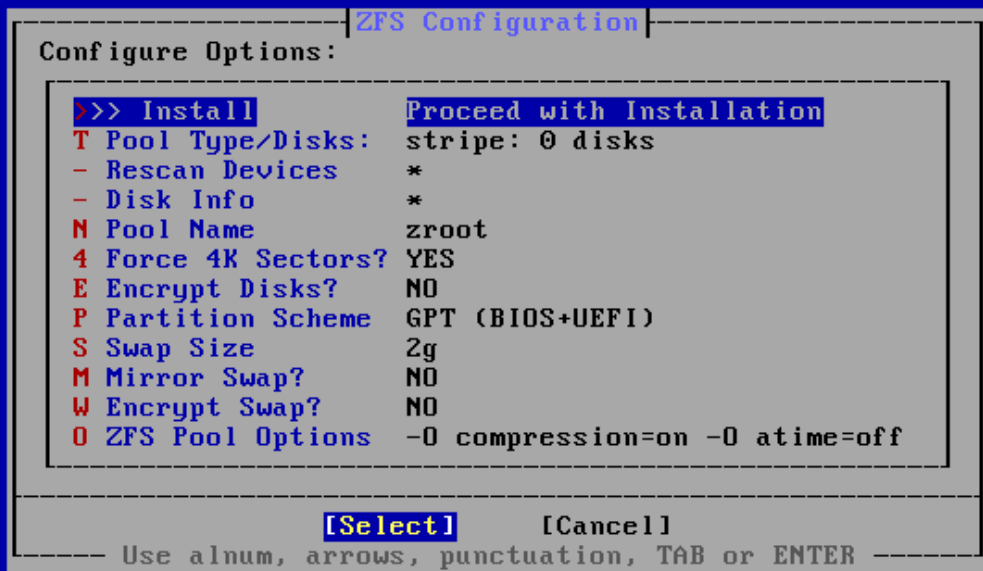 ZFS Configuration
Configure Options:
>>> Install Proceed with Installation
T Pool Type/Disks: stripe: 0 disks
- Rescan Devices *
- Disk Info *
N Pool Name zroot
4 Force 4K Sectors? YES
E Encrypt Disks? NO
P Partition Scheme GPT (BIOS+UEFI)
S Swap Size 2g
M Mirror Swap? NO
W Encrypt Swap? NO
O ZFS Pool Options -O compression=on -O atime=off
[Select] [Cancel]
Use alnum, arrows, punctuation, TAB or ENTER